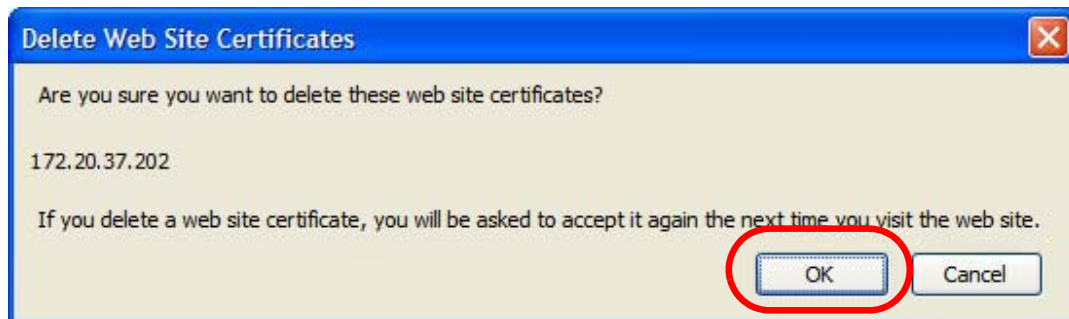 Delete Web Site Certificates
Are you sure you want to delete these web site certificates?
172.20.37.202
If you delete a web site certificate, you will be asked to accept it again the next time you visit the web site.
OK Cancel